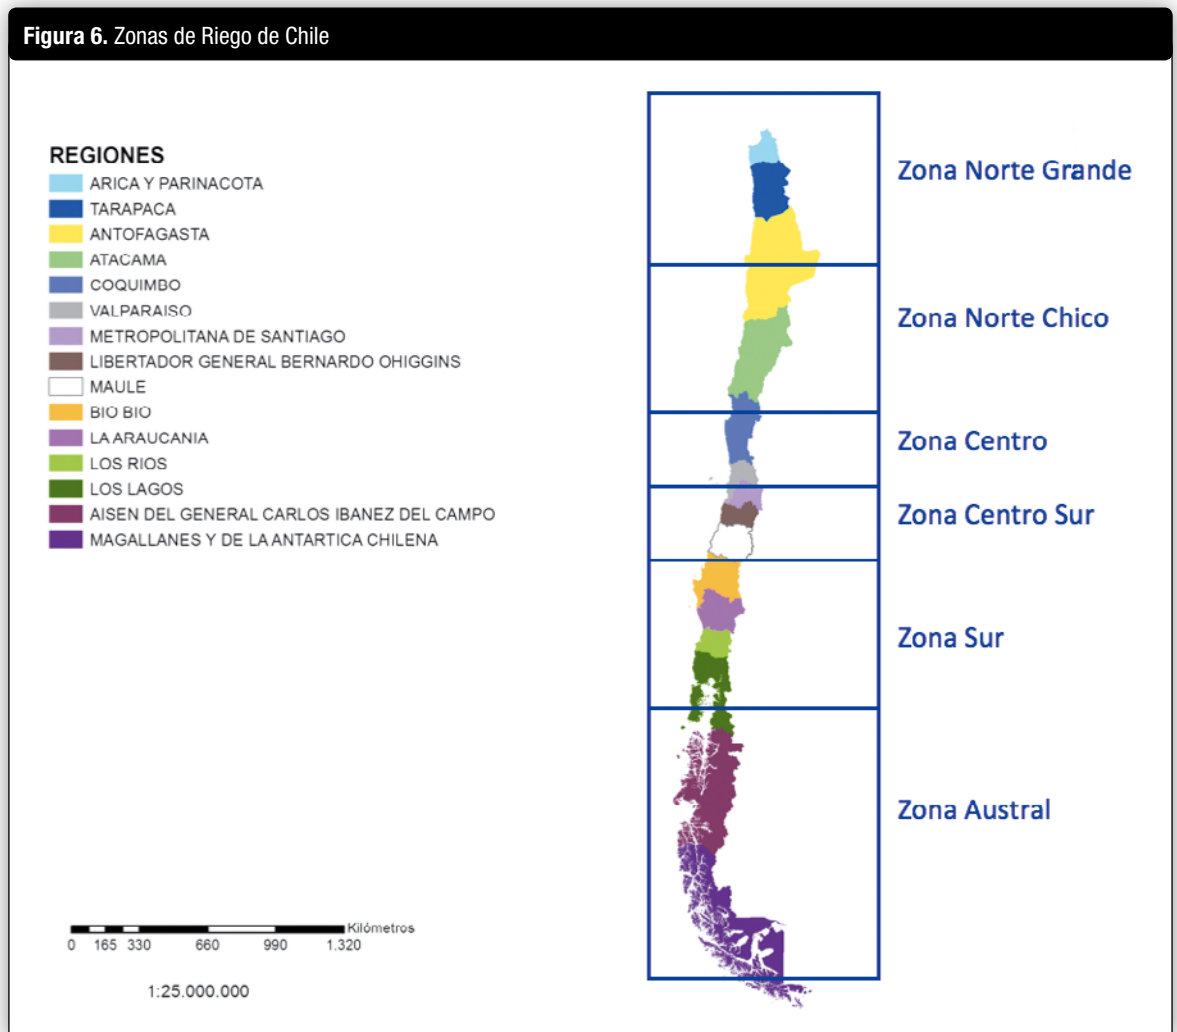 Figura 6. Zonas de Riego de Chile
REGIONES
ARICA Y PARINACOTA
TARAPACA
ANTOFAGASTA
ATACAMA
COQUIMBO
VALPARAISO
METROPOLITANA DE SANTIAGO
LIBERTADOR GENERAL BERNARDO OHIGGINS
MAULE
BIO BIO
LA ARAUCANIA
LOS RIOS
LOS LAGOS
AISEN DEL GENERAL CARLOS IBANEZ DEL CAMPO
MAGALLANES Y DE LA ANTARTICA CHILENA
Zona Norte Grande
Zona Norte Chico
Zona Centro
Zona Centro Sur
Zona Sur
Zona Austral
Kilómetros
0 165 330 660 990 1.320
1:25.000.000